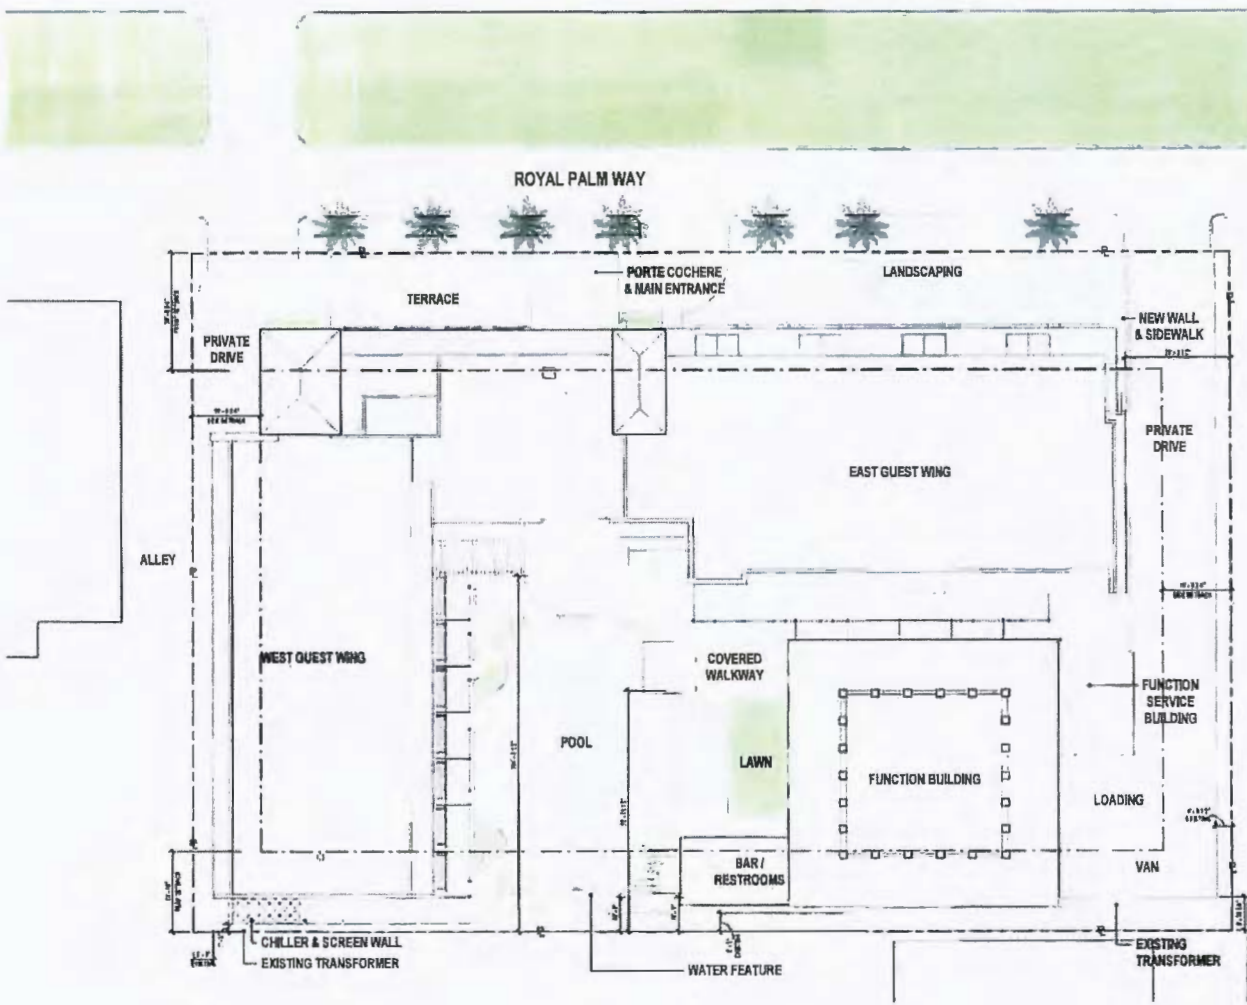 ROYAL PALM WAY
PORTE COCHERE
& MAIN ENTRANCE
LANDSCAPING
TERRACE
NEW WALL
& SIDEWALK
PRIVATE
DRIVE
PRIVATE
DRIVE
EAST GUEST WING
ALLEY
WEST GUEST WING
COVERED
WALKWAY
FUNCTION
SERVICE
BUILDING
POOL
LAWN
FUNCTION BUILDING
LOADING
BAR /
RESTROOMS
VAN
CHILLER & SCREEN WALL
EXISTING TRANSFORMER
WATER FEATURE
EXISTING
TRANSFORMER